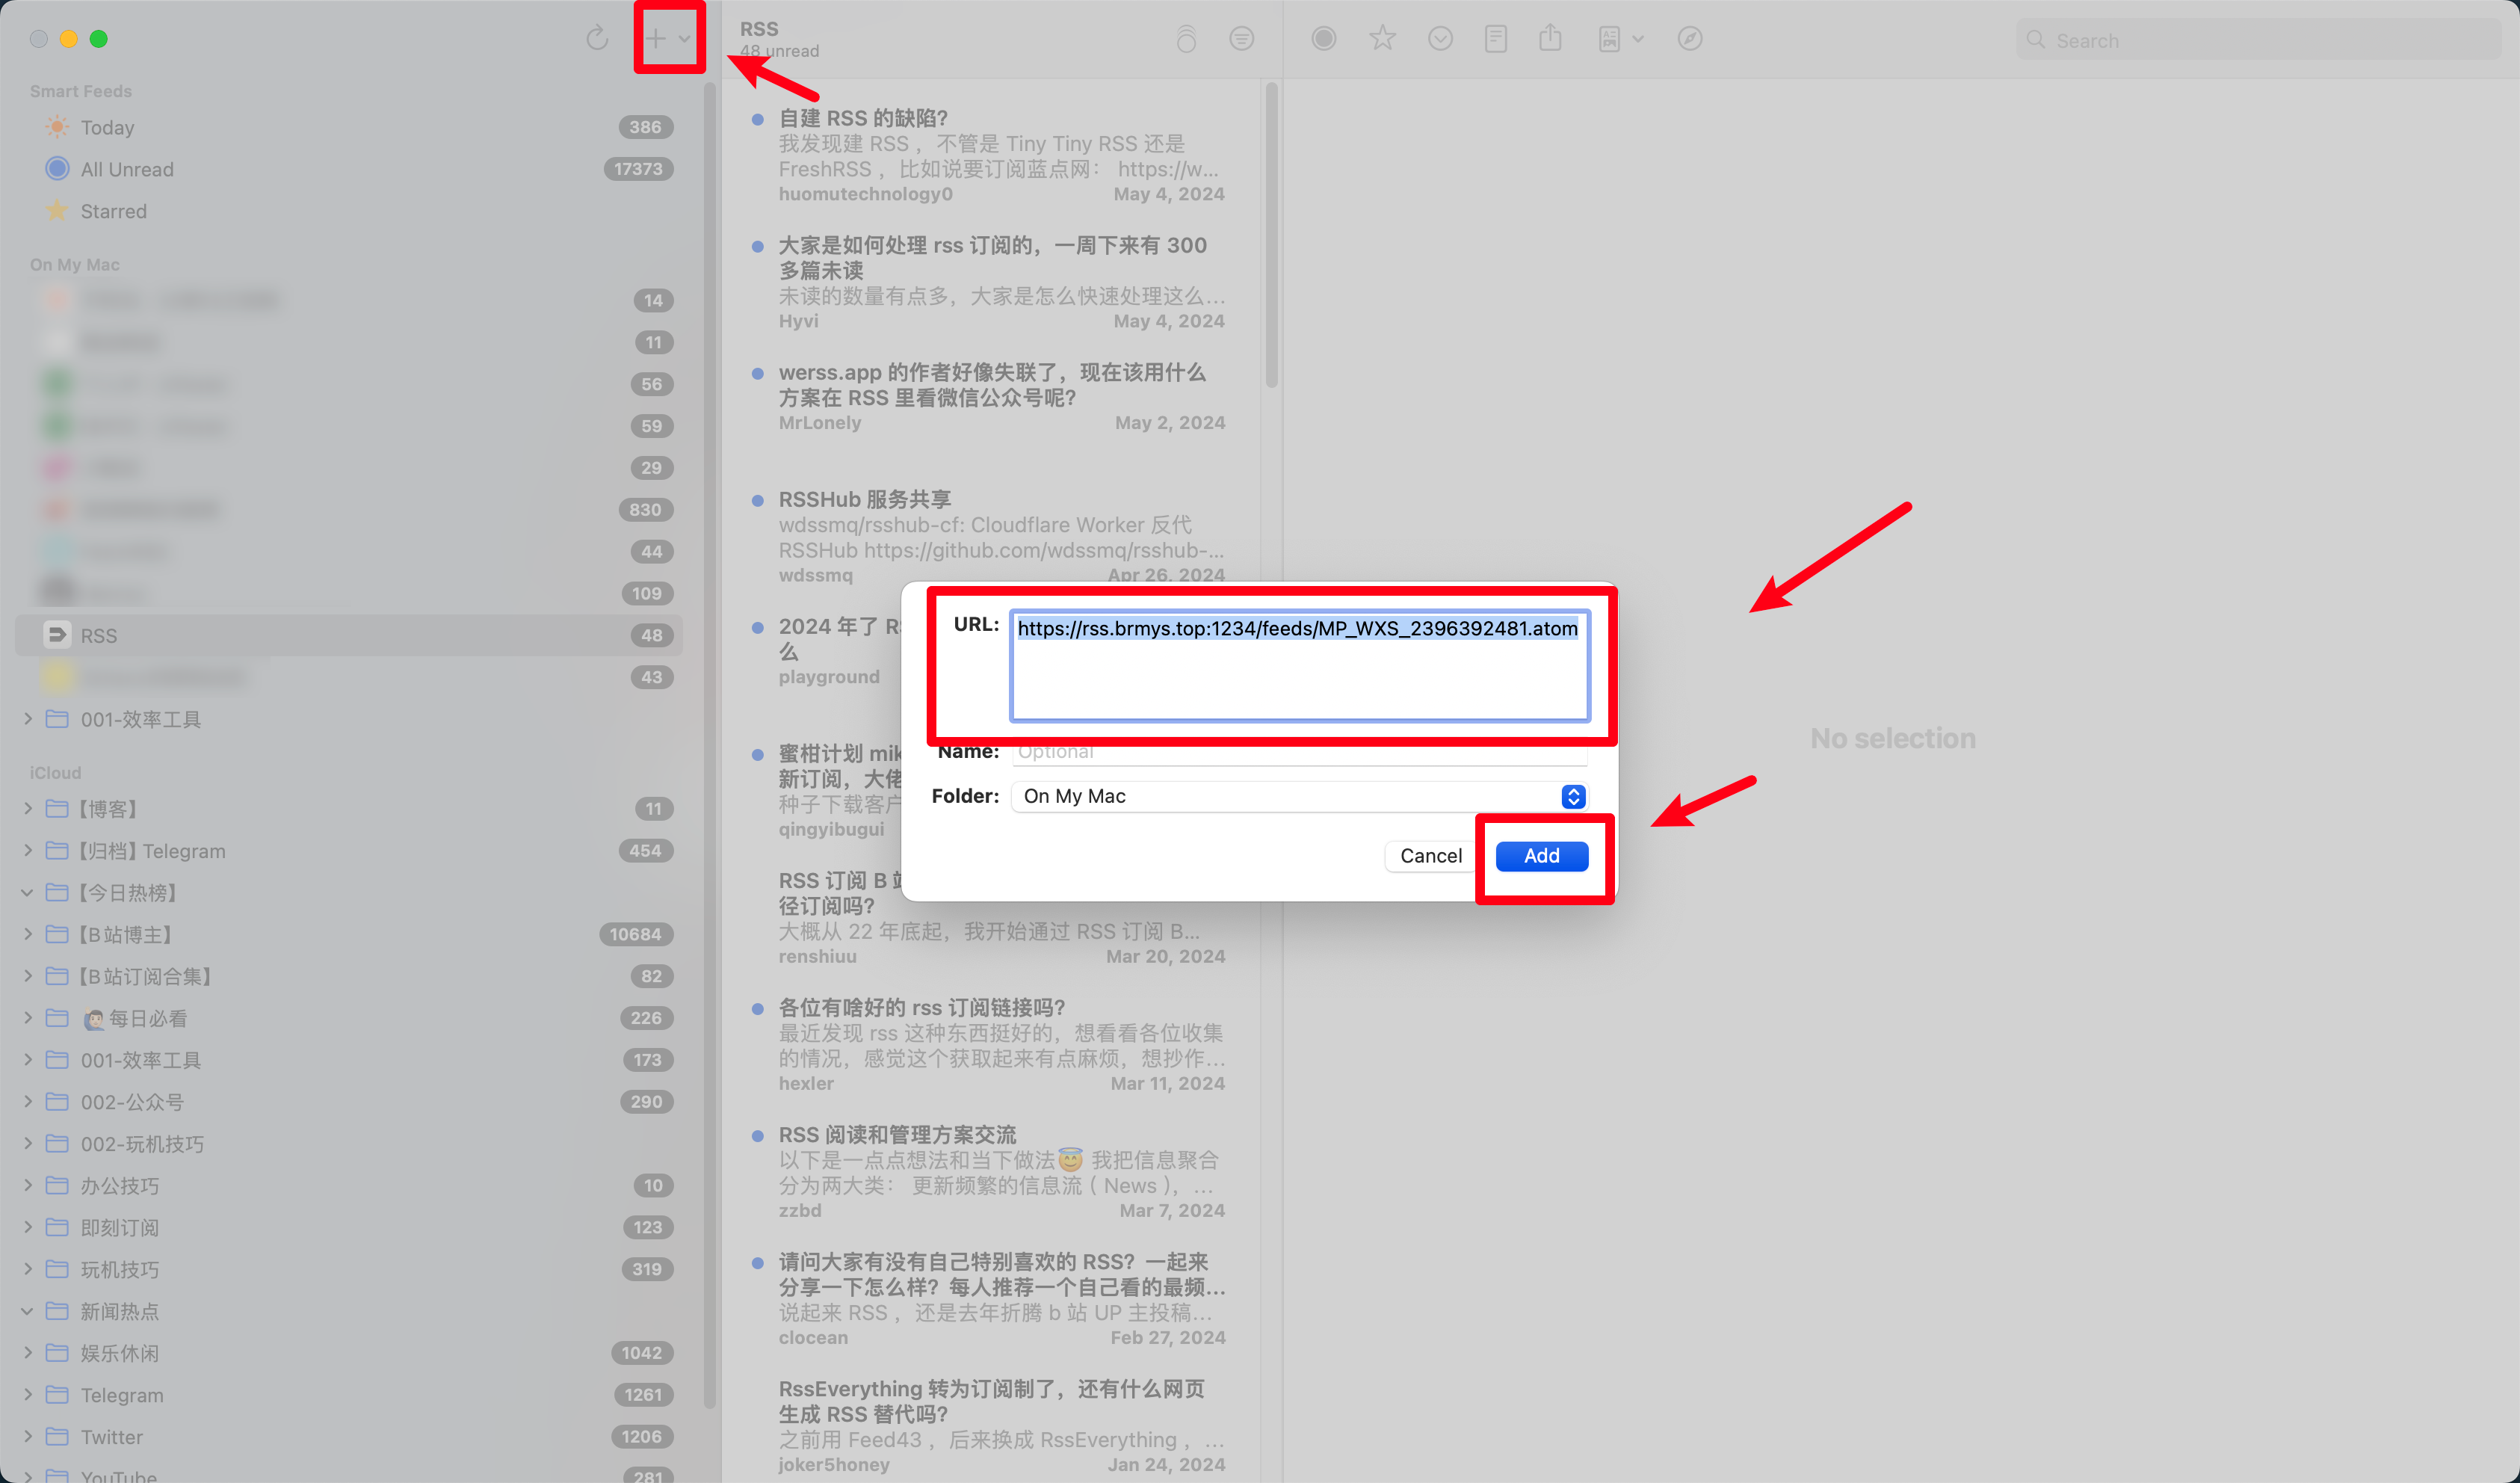 Smart Feeds
Today 386
All Unread 17373
Starred
On My Mac
14
11
56
59
29
830
44
109
RSS 48
43
001-效率工具
iCloud
【博客】 11
【归档】Telegram 454
【今日热榜】
【B站博主】 10684
【B站订阅合集】 82
🙋🏻‍♂️每日必看 226
001-效率工具 173
002-公众号 290
002-玩机技巧
办公技巧 10
即刻订阅 123
玩机技巧 319
新闻热点
娱乐休闲 1042
Telegram 1261
Twitter 1206
YouTube 281
RSS
48 unread
自建 RSS 的缺陷?
我发现建 RSS ，不管是 Tiny Tiny RSS 还是
FreshRSS ，比如说要订阅蓝点网： https://w...
huomutechnology0 May 4, 2024
大家是如何处理 rss 订阅的，一周下来有 300
多篇未读
未读的数量有点多，大家是怎么快速处理这么...
Hyvi May 4, 2024
werss.app 的作者好像失联了，现在该用什么
方案在 RSS 里看微信公众号呢？
MrLonely May 2, 2024
RSSHub 服务共享
wdssmq/rsshub-cf: Cloudflare Worker 反代
RSSHub https://github.com/wdssmq/rsshub-...
wdssmq Apr 26, 2024
2024 年了
么
playground
蜜柑计划
新订阅，大佬
种子下载客户
qingyibugui
RSS 订阅 B 站
径订阅吗？
大概从 22 年底起，我开始通过 RSS 订阅 B...
renshiuu Mar 20, 2024
各位有啥好的 rss 订阅链接吗？
最近发现 rss 这种东西挺好的，想看看各位收集
的情况，感觉这个获取起来有点麻烦，想抄作...
hexler Mar 11, 2024
RSS 阅读和管理方案交流
以下是一点点想法和当下做法😇 我把信息聚合
分为两大类： 更新频繁的信息流 ( News )，...
zzbd Mar 7, 2024
请问大家有没有自己特别喜欢的 RSS？一起来
分享一下怎么样？每人推荐一个自己看的最频...
说起来 RSS ，还是去年折腾 b 站 UP 主投稿...
clocean Feb 27, 2024
RssEverything 转为订阅制了，还有什么网页
生成 RSS 替代吗？
之前用 Feed43 ，后来换成 RssEverything ，...
joker5honey Jan 24, 2024
Search
No selection
URL: https://rss.brmys.top:1234/feeds/MP_WXS_2396392481.atom
Name: Optional
Folder: On My Mac
Cancel Add